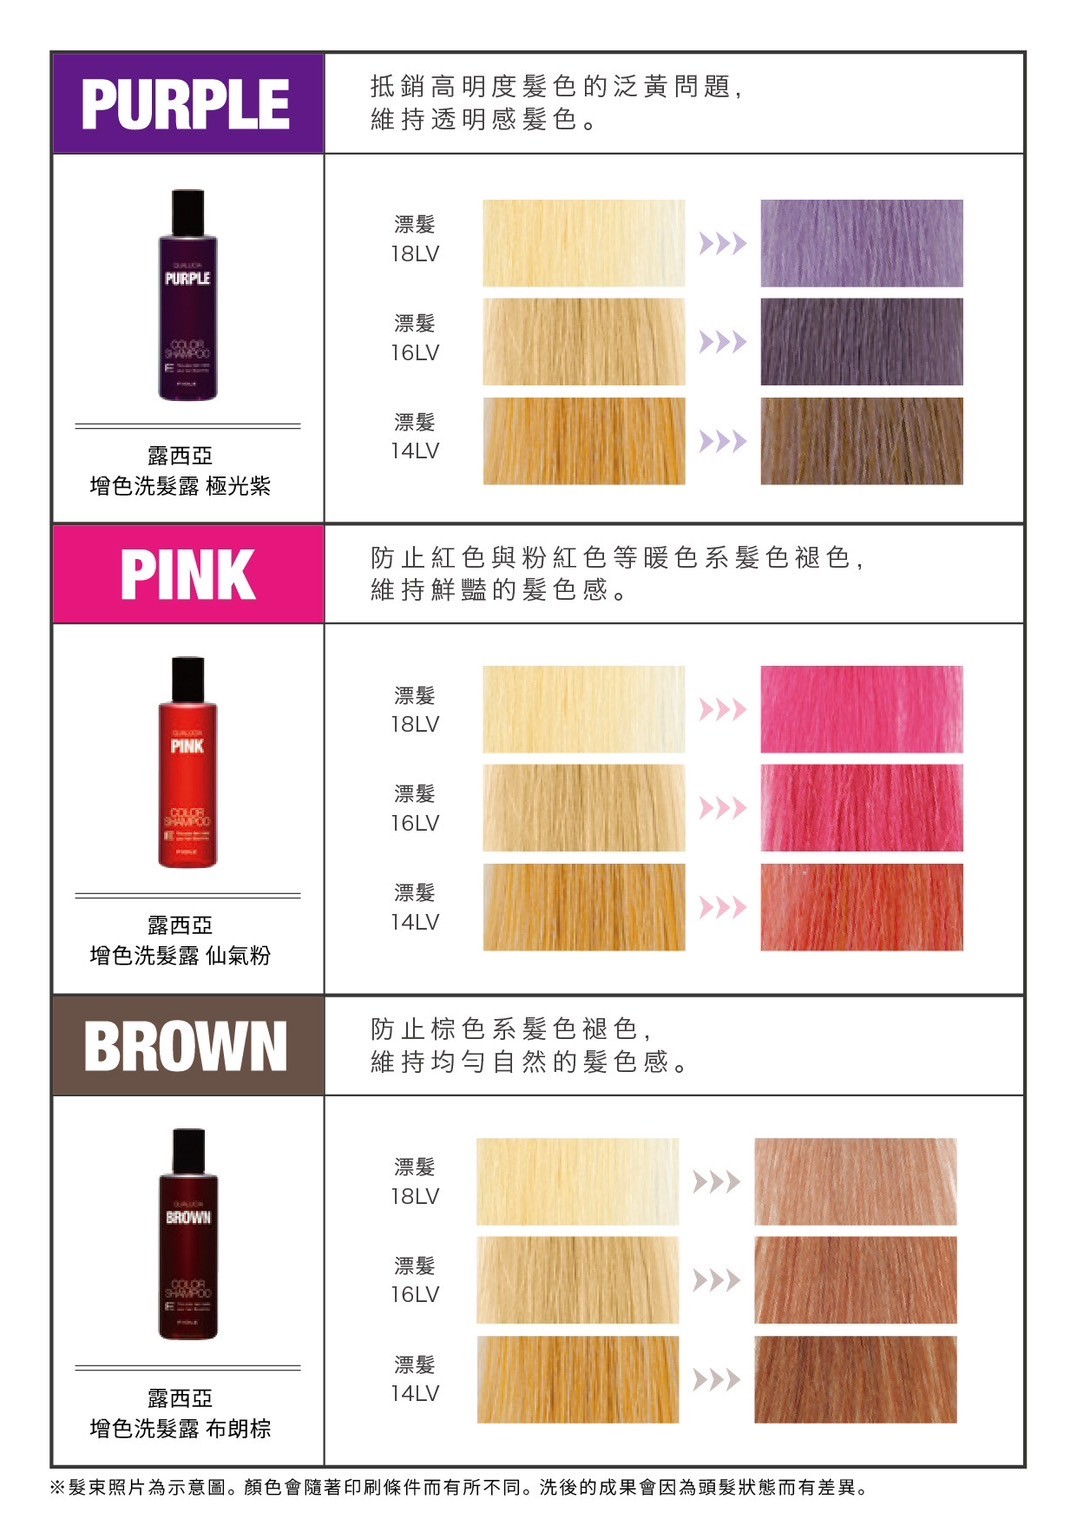 PURPLE
抵銷高明度髮色的泛黃問題,
維持透明感髮色。
QUALUCIA
PURPLE
COLOR
SHAMPOO
FIOLE
露西亞
增色洗髮露 極光紫
漂髮
18LV
漂髮
16LV
漂髮
14LV
PINK
防止紅色與粉紅色等暖色系髮色褪色,
維持鮮豔的髮色感。
QUALUCIA
PINK
COLOR
SHAMPOO
FIOLE
露西亞
增色洗髮露 仙氣粉
漂髮
18LV
漂髮
16LV
漂髮
14LV
BROWN
防止棕色系髮色褪色,
維持均勻自然的髮色感。
QUALUCIA
BROWN
COLOR
SHAMPOO
FIOLE
露西亞
增色洗髮露 布朗棕
漂髮
18LV
漂髮
16LV
漂髮
14LV
※髮束照片為示意圖。顏色會隨著印刷條件而有所不同。洗後的成果會因為頭髮狀態而有差異。